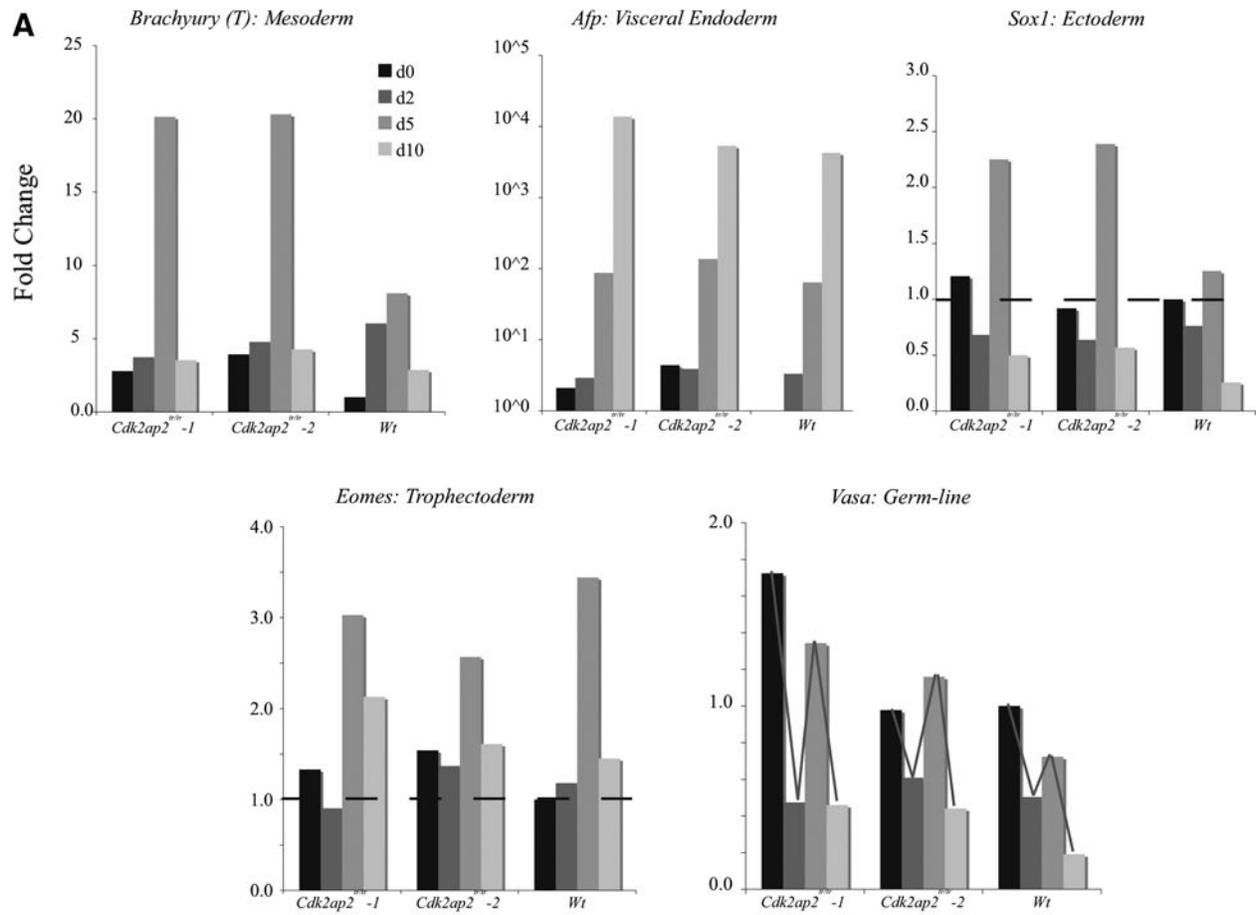 A
Brachyury (T): Mesoderm
Afp: Visceral Endoderm
Sox1: Ectoderm
Fold Change
25
20
15
10
5
0.0
d0
d2
d5
d10
Cdk2ap2 tr/tr -1
Cdk2ap2 tr/tr -2
Wt
10^5
10^4
10^3
10^2
10^1
10^0
Cdk2ap2 tr/tr -1
Cdk2ap2 tr/tr -2
Wt
3.0
2.5
2.0
1.5
1.0
0.5
0.0
Cdk2ap2 tr/tr -1
Cdk2ap2 tr/tr -2
Wt
Eomes: Trophectoderm
4.0
3.0
2.0
1.0
0.0
Cdk2ap2 tr/tr -1
Cdk2ap2 tr/tr -2
Wt
Vasa: Germ-line
2.0
1.0
0.0
Cdk2ap2 tr/tr -1
Cdk2ap2 tr/tr -2
Wt